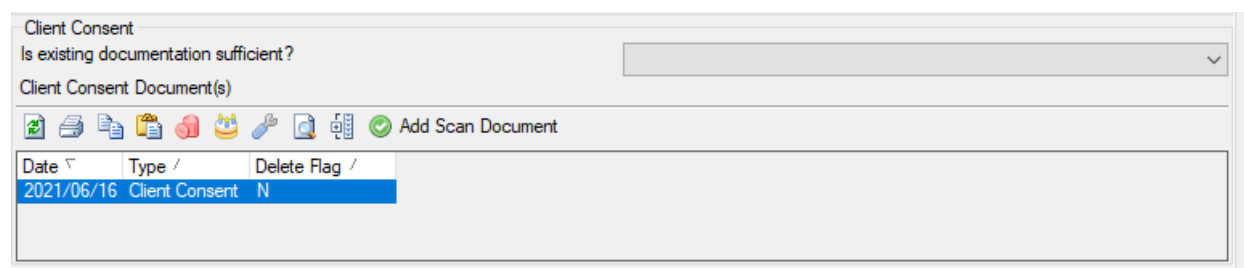 Client Consent
Is existing documentation sufficient?
Client Consent Document(s)
Add Scan Document
Date Type Delete Flag
2021/06/16 Client Consent N